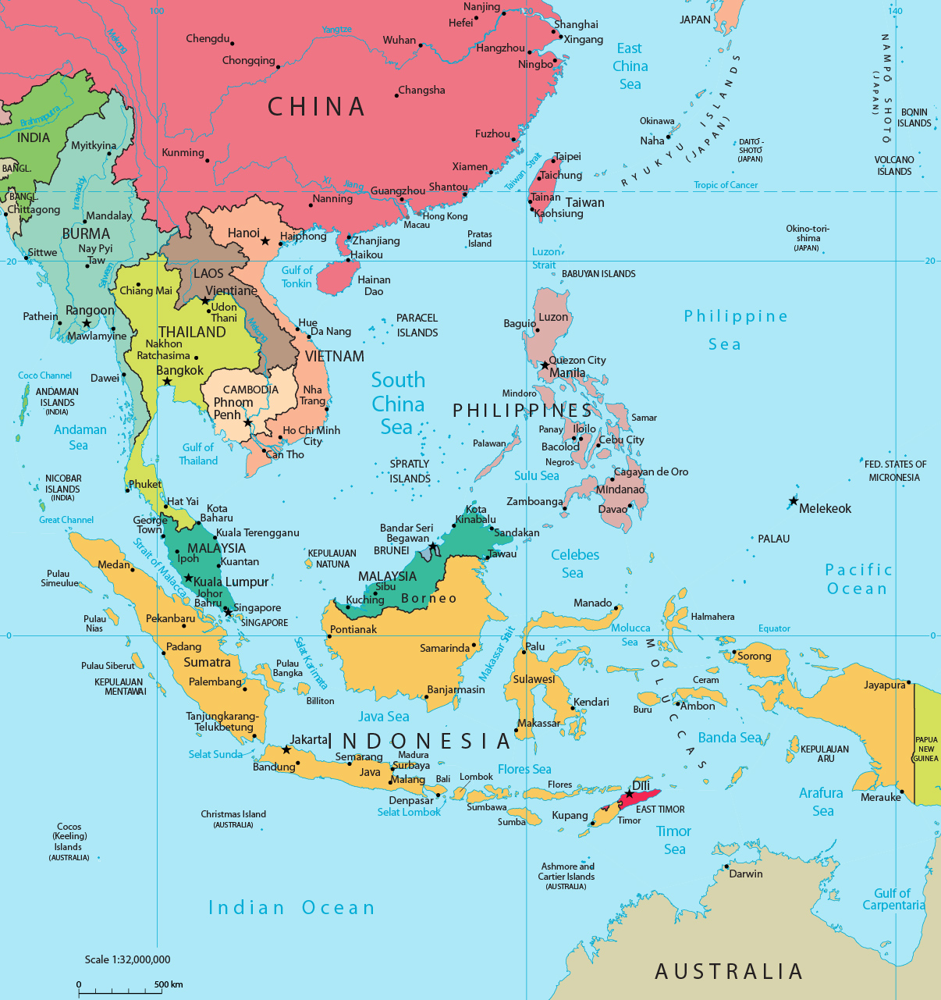 100
120
140
Nanjing
Hefei
JAPAN
Shanghai
Xingang
Chengdu
Yangtze
Wuhan
Hangzhou
East
China
Sea
Mekong
Chongqing
Ningbo
NAMPŌ SHOTŌ
(JAPAN)
Changsha
CHINA
Brahmaputra
INDIA
Myitkyina
Fuzhou
Okinawa
Naha
RYUKYU ISLANDS
(JAPAN)
BONIN
ISLANDS
DAITŌ -
SHOTŌ
(JAPAN)
VOLCANO
ISLANDS
Kunming
Taipei
Xiamen
Taiwan Strait
Taichung
BANGL.
BANGL.
Irrawaddy
Xi Jiang
Guangzhou
Shantou
Tropic of Cancer
Nanning
Tainan
Taiwan
Chittagong
Mandalay
Kaohsiung
Hong Kong
Macau
BURMA
Hanoi
Haiphong
Zhanjiang
Pratas
Island
Okino-tori-
shima
(JAPAN)
Nay Pyi
Taw
Sittwe
20
Haikou
Luzon
Strait
20
Salween
LAOS
Gulf of
Tonkin
Hainan
Dao
BABUYAN ISLANDS
Chiang Mai
Vientiane
Rangoon
Udon
Thani
Pathein
Mekong
Hue
Da Nang
PARACEL
ISLANDS
Baguio
Luzon
Philippine
Sea
Mawlamyine
THAILAND
Nakhon
Ratchasima
VIETNAM
Bangkok
Quezon City
Manila
Coco Channel
Dawei
ANDAMAN
ISLANDS
(INDIA)
CAMBODIA
Phnom
Penh
Nha
Trang
South
China
Sea
Mindoro
PHILIPPINES
Samar
Andaman
Sea
Ho Chi Minh
City
Panay
Iloilo
Palawan
Bacolod
Cebu City
Gulf of
Thailand
Can Tho
Negros
SPRATLY
ISLANDS
Sulu Sea
Cagayan de Oro
Mindanao
FED. STATES OF
MICRONESIA
NICOBAR
ISLANDS
(INDIA)
Phuket
Hat Yai
Zamboanga
Davao
Melekeok
Great Channel
George
Town
Kota
Baharu
Kota
Kinabalu
Kuala Terengganu
Bandar Seri
Begawan
Sandakan
PALAU
MALAYSIA
BRUNEI
Ipoh
Kuantan
KEPULAUAN
NATUNA
Tawau
Celebes
Sea
Medan
Strait of Malacca
Pacific
Ocean
Pulau
Simeulue
Kuala Lumpur
MALAYSIA
Sibu
Johor
Bahru
Kuching
Borneo
Singapore
SINGAPORE
Manado
Pulau
Nias
Pekanbaru
Pontianak
Makassar Sait
Molucca
Sea
Halmahera
Equator
0
0
Padang
Selat Karimata
Samarinda
Palu
MOLUCCAS
Sorong
Pulau Siberut
Sumatra
Pulau
Bangka
KEPULAUAN
MENTAWAI
Palembang
Billiton
Banjarmasin
Sulawesi
Ceram
Jayapura
Kendari
Buru
Ambon
Tanjungkarang-
Telukbetung
Java Sea
Makassar
Jakarta
INDONESIA
Banda Sea
KEPULAUAN
ARU
PAPUA
NEW
GUINEA
Selat Sunda
Bandung
Semarang
Madura
Surbaya
Java
Malang
Bali
Lombok
Flores Sea
Flores
Dili
Denpasar
Selat Lombok
Sumbawa
Sumba
EAST TIMOR
Kupang
Timor
Arafura
Sea
Merauke
Christmas Island
(AUSTRALIA)
Timor
Sea
Cocos
(Keeling)
Islands
(AUSTRALIA)
Ashmore and
Cartier Islands
(AUSTRALIA)
Darwin
Gulf of
Carpentaria
Indian Ocean
Scale 1:32,000,000
AUSTRALIA
0
500 km